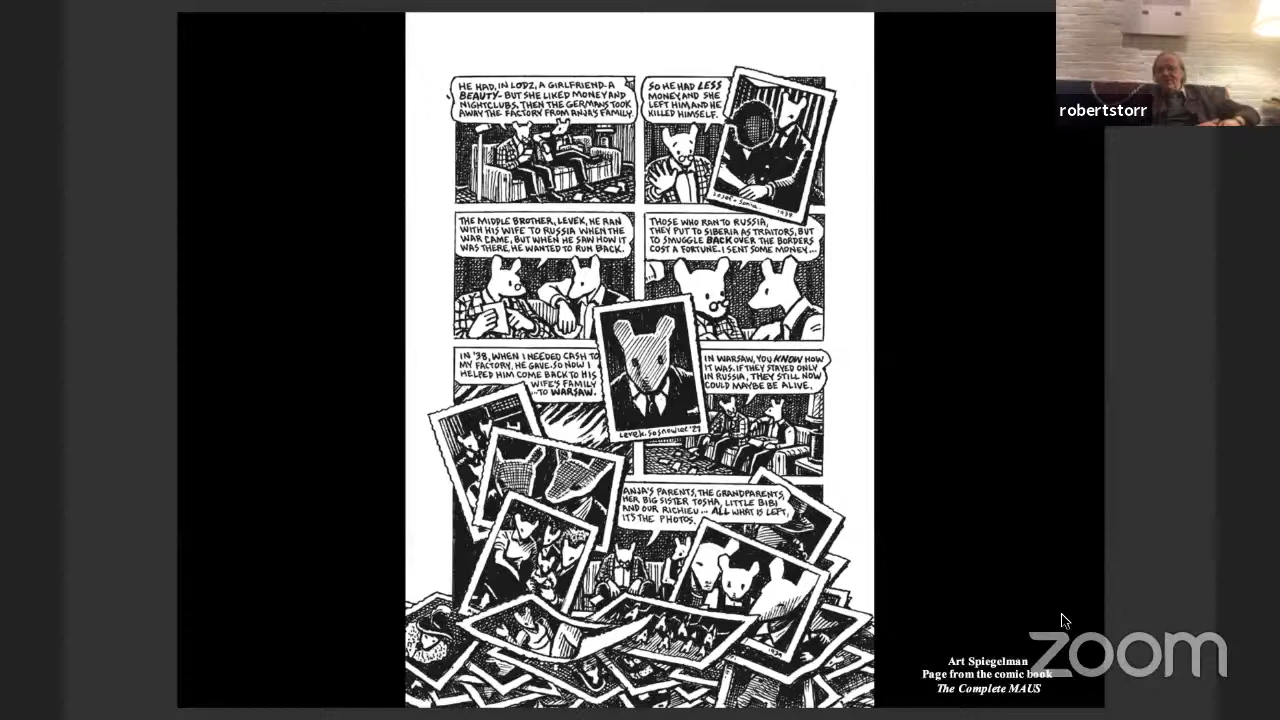 HE HAD, IN LODZ, A GIRLFRIEND. A
BEAUTY - BUT SHE LIKED MONEY AND
NIGHTCLUBS. THEN THE GERMANS TOOK
AWAY THE FACTORY FROM ANJA'S FAMILY.
SO HE HAD LESS
MONEY, AND SHE
LEFT HIM, AND HE
KILLED HIMSELF.
1939
THE MIDDLE BROTHER, LEVEK, HE RAN
WITH HIS WIFE TO RUSSIA WHEN THE
WAR CAME, BUT WHEN HE SAW HOW IT
WAS THERE, HE WANTED TO RUN BACK.
THOSE WHO RAN TO RUSSIA,
THEY PUT TO SIBERIA AS TRAITORS, BUT
TO SMUGGLE BACK OVER THE BORDERS
COST A FORTUNE. I SENT SOME MONEY...
IN '38, WHEN I NEEDED CASH TO
MY FACTORY, HE GAVE. SO NOW I
HELPED HIM COME BACK TO HIS
WIFE'S FAMILY
...TO WARSAW.
Levek. Sosnowiec '27
IN WARSAW, YOU KNOW HOW
IT WAS. IF THEY STAYED ONLY
IN RUSSIA, THEY STILL NOW
COULD MAYBE BE ALIVE.
ANJA'S PARENTS, THE GRANDPARENTS,
HER BIG SISTER TOSHA, LITTLE BIBI
AND OUR RICHIEU... ALL WHAT IS LEFT,
IT'S THE PHOTOS.
robertstorr
Art Spiegelman
Page from the comic book
The Complete MAUS
zoom